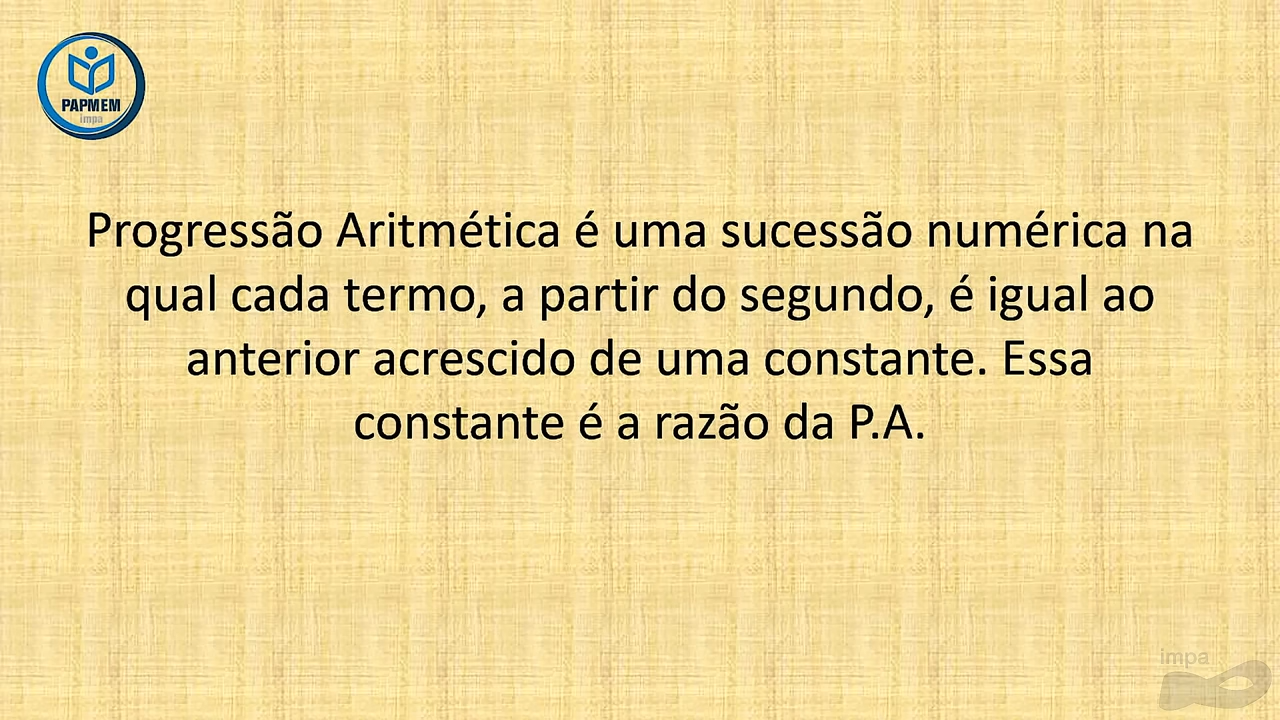 PAPMEM
impa
Progressão Aritmética é uma sucessão numérica na
qual cada termo, a partir do segundo, é igual ao
anterior acrescido de uma constante. Essa
constante é a razão da P.A.
impa